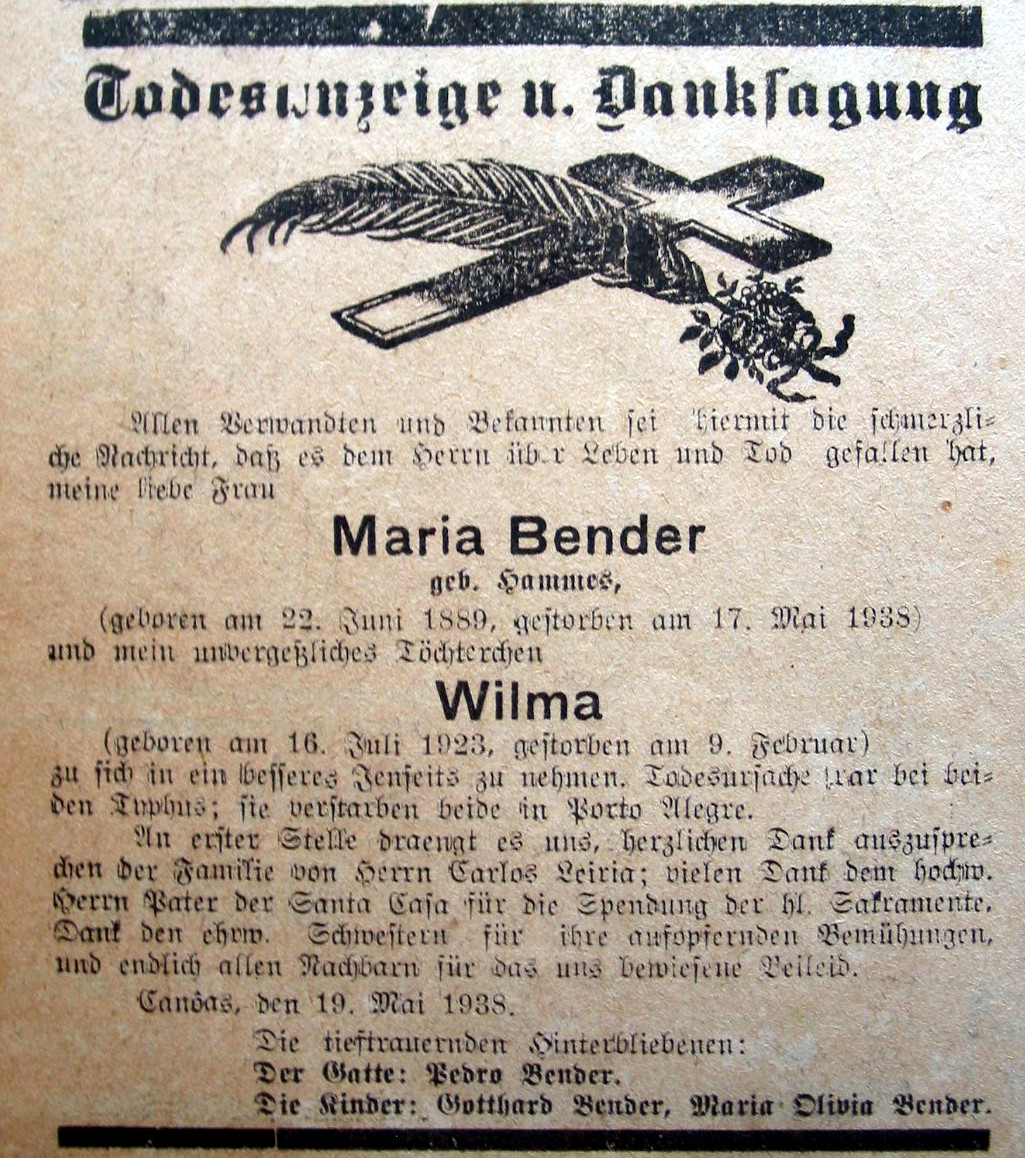 Todesanzeige u. Danksagung
Allen Verwandten und Bekannten sei hiermit die schmerzli-
che Nachricht, daß es dem Herrn über Leben und Tod gefallen hat,
meine liebe Frau
Maria Bender
geb. Hammes,
(geboren am 22. Juni 1889, gestorben am 17. Mai 1938)
und mein unvergeßliches Töchterchen
Wilma
(geboren am 16. Juli 1923, gestorben am 9. Februar)
zu sich in ein besseres Jenseits zu nehmen. Todesursache war bei bei-
den Typhus; sie verstarben beide in Porto Alegre.
An erster Stelle draengt es uns, herzlichen Dank auszuspre-
chen der Familie von Herrn Carlos Leiria; vielen Dank dem hochw.
Herrn Pater der Santa Casa für die Spendung der hl. Sakramente.
Dank den ehrw. Schwestern für ihre aufopfernden Bemühungen,
und endlich allen Nachbarn für das uns bewiesene Beileid.
Canôas, den 19. Mai 1938.
Die tieftrauernden Hinterbliebenen:
Der Gatte: Pedro Bender.
Die Kinder: Gotthard Bender, Maria Olivia Bender.